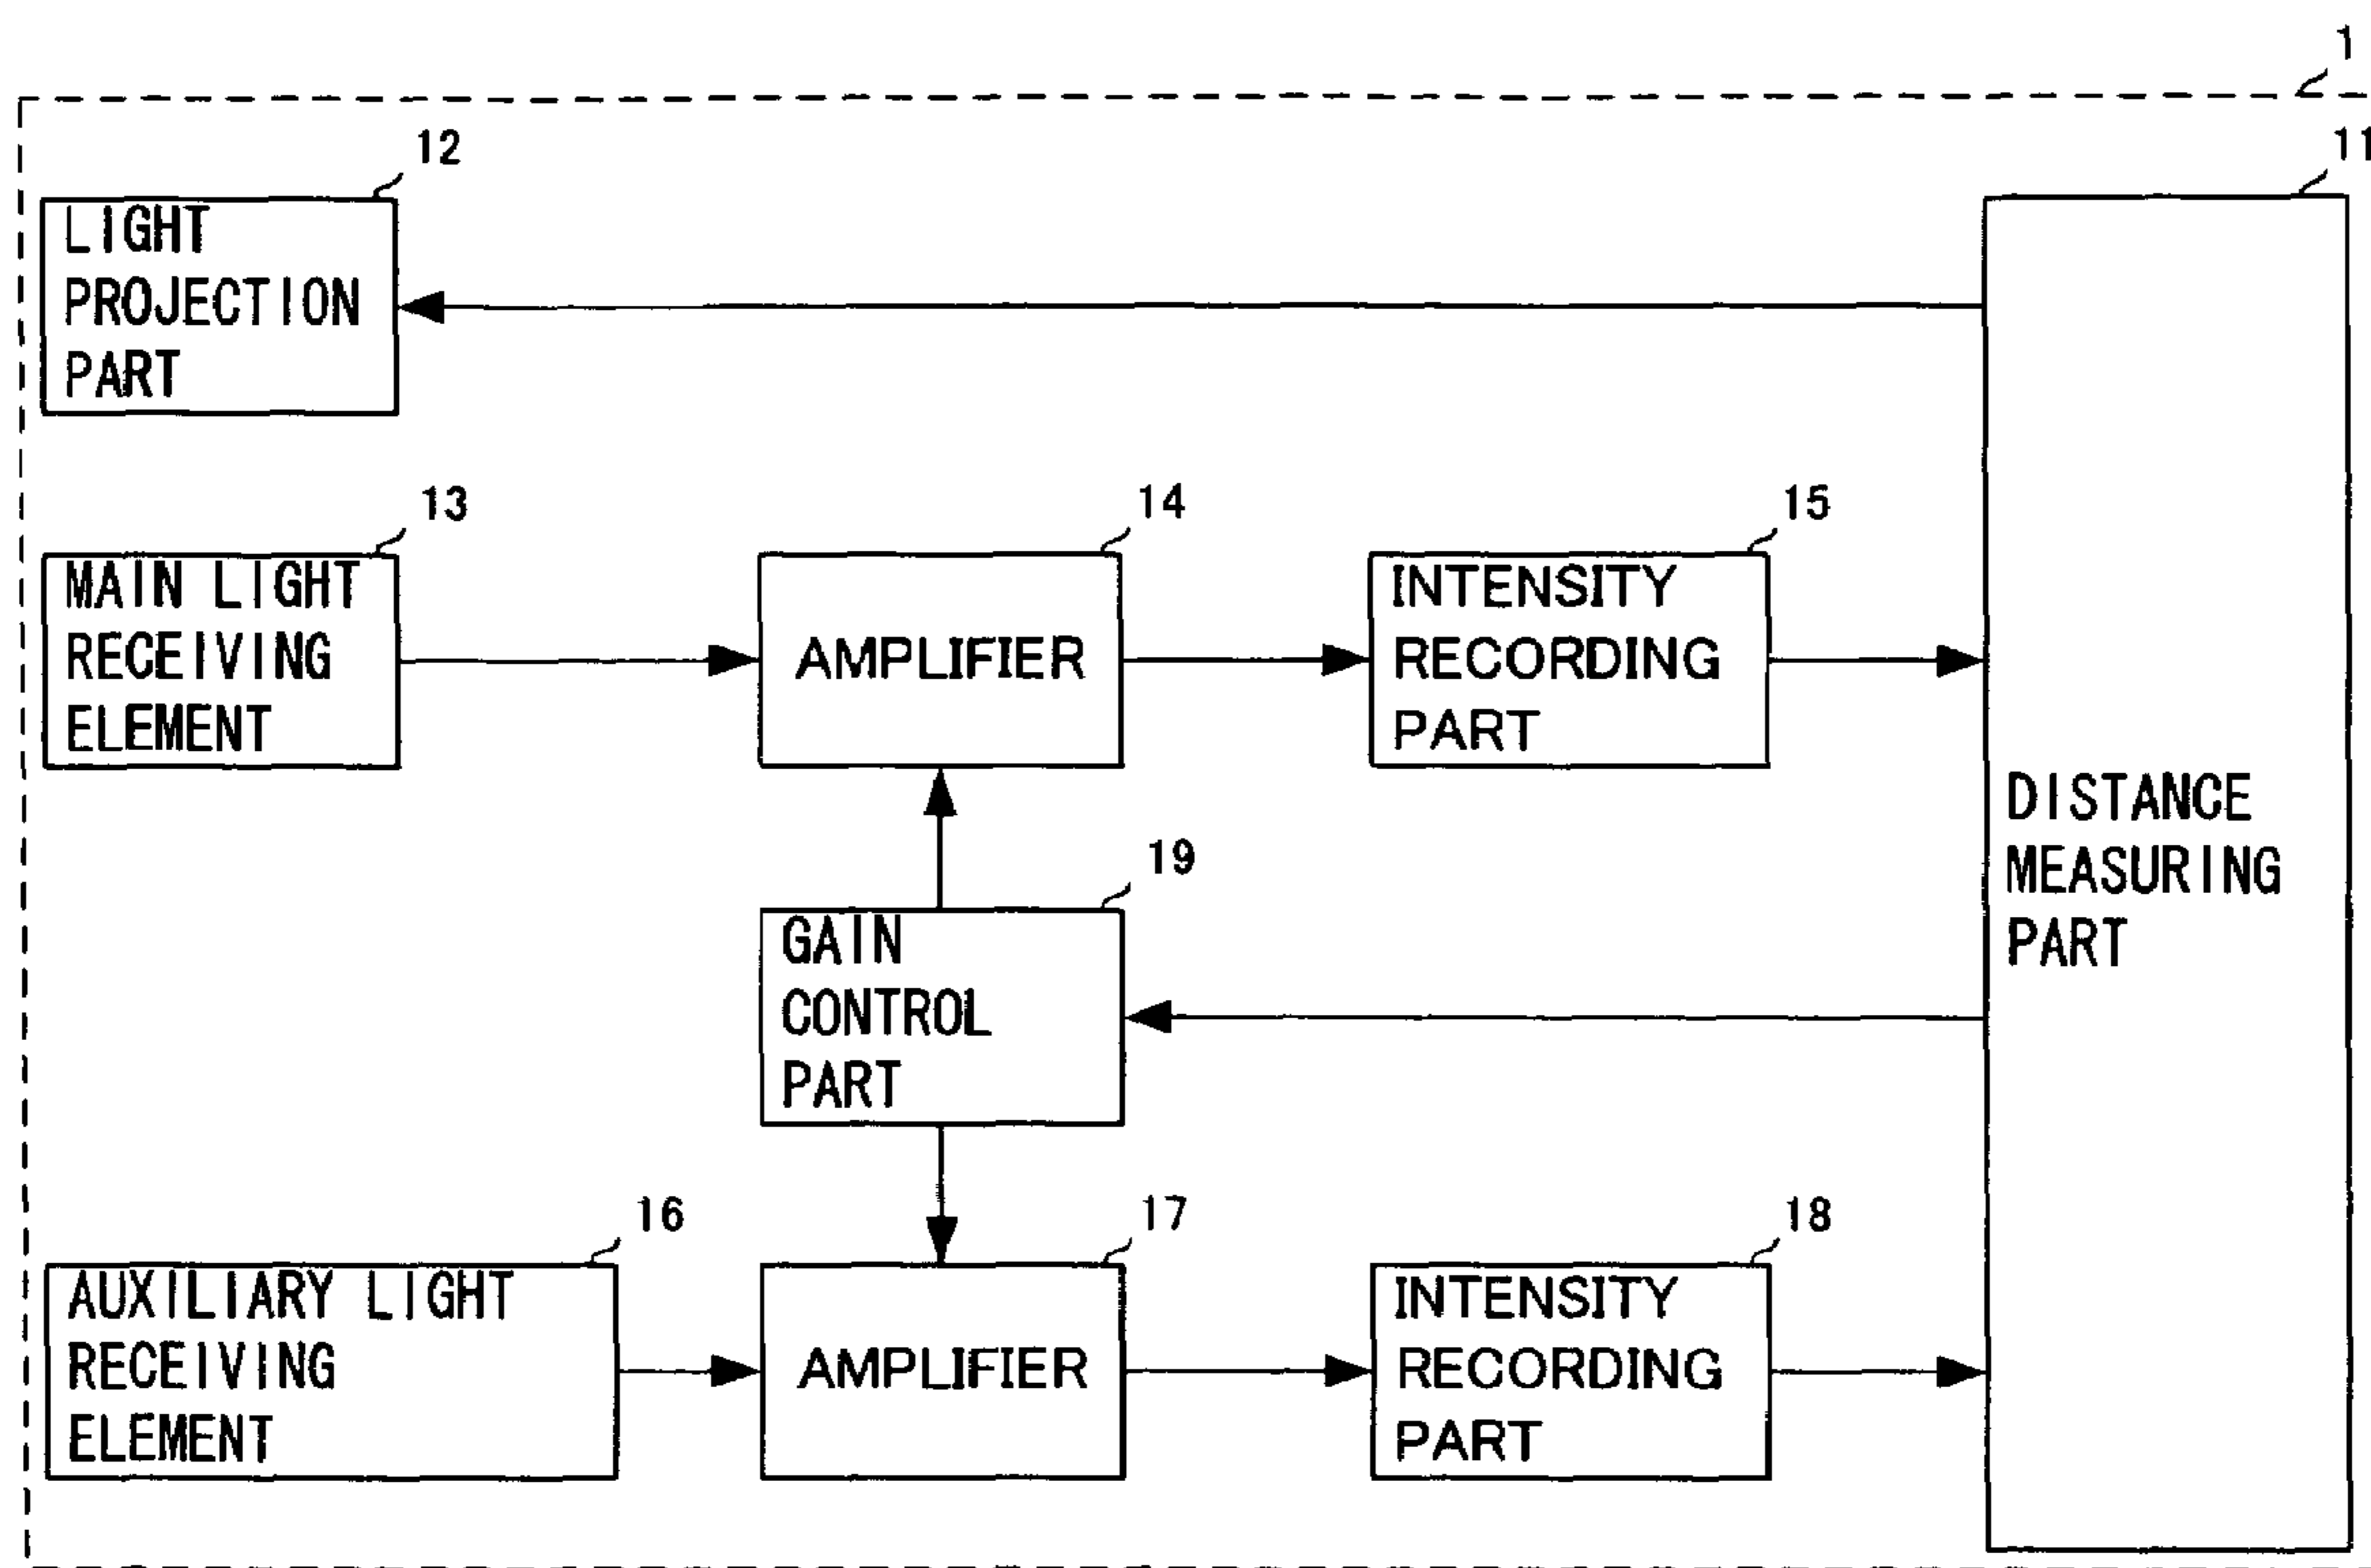 1
12
11
LIGHT
PROJECTION
PART
13
14
15
MAIN LIGHT
RECEIVING
ELEMENT
AMPLIFIER
INTENSITY
RECORDING
PART
DISTANCE
MEASURING
PART
19
GAIN
CONTROL
PART
16
17
18
AUXILIARY LIGHT
RECEIVING
ELEMENT
AMPLIFIER
INTENSITY
RECORDING
PART